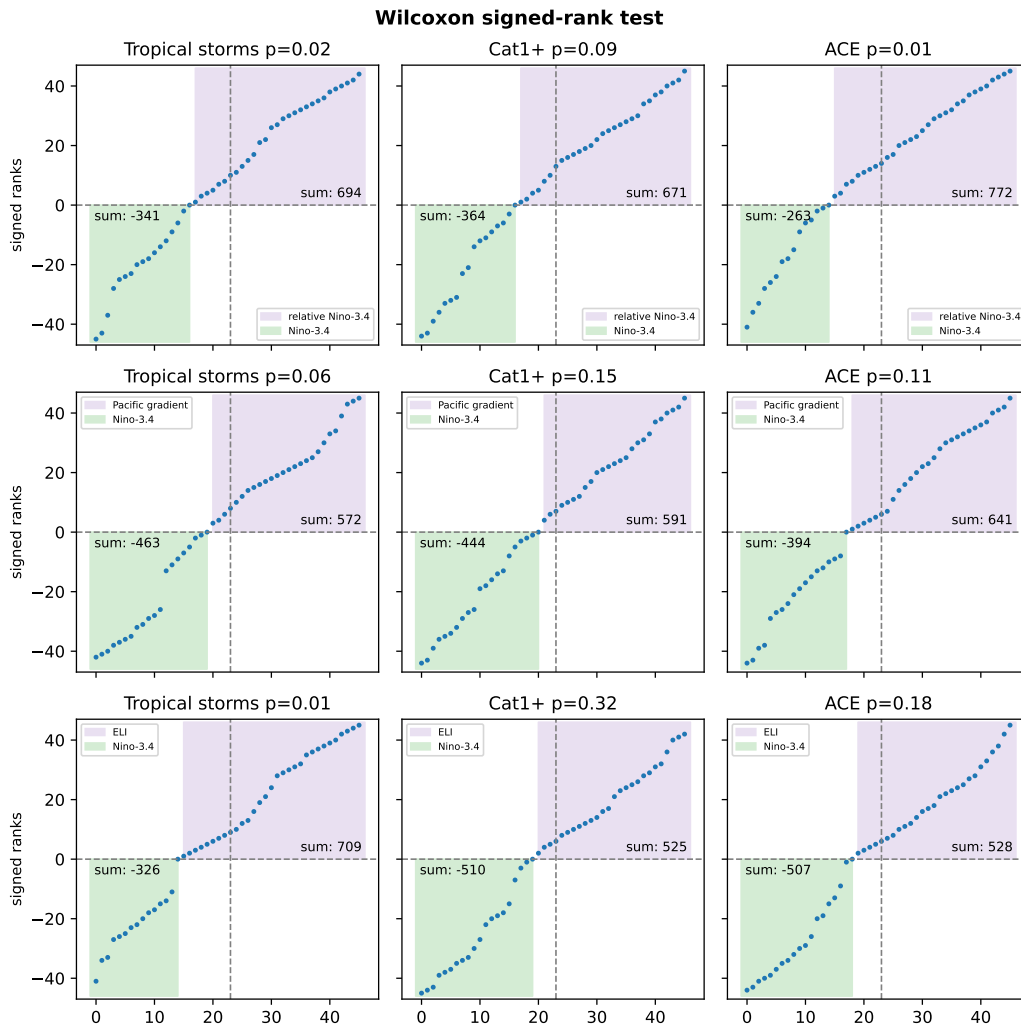 Wilcoxon signed-rank test
Tropical storms p=0.02
Cat1+ p=0.09
ACE p=0.01
signed ranks
40
20
0
−20
−40
sum: 694
sum: -341
relative Nino-3.4
Nino-3.4
sum: 671
sum: -364
relative Nino-3.4
Nino-3.4
sum: 772
sum: -263
relative Nino-3.4
Nino-3.4
Tropical storms p=0.06
Cat1+ p=0.15
ACE p=0.11
signed ranks
40
20
0
−20
−40
Pacific gradient
Nino-3.4
sum: 572
sum: -463
Pacific gradient
Nino-3.4
sum: 591
sum: -444
Pacific gradient
Nino-3.4
sum: 641
sum: -394
Tropical storms p=0.01
Cat1+ p=0.32
ACE p=0.18
signed ranks
40
20
0
−20
−40
ELI
Nino-3.4
sum: 709
sum: -326
ELI
Nino-3.4
sum: 525
sum: -510
ELI
Nino-3.4
sum: 528
sum: -507
0 10 20 30 40
0 10 20 30 40
0 10 20 30 40